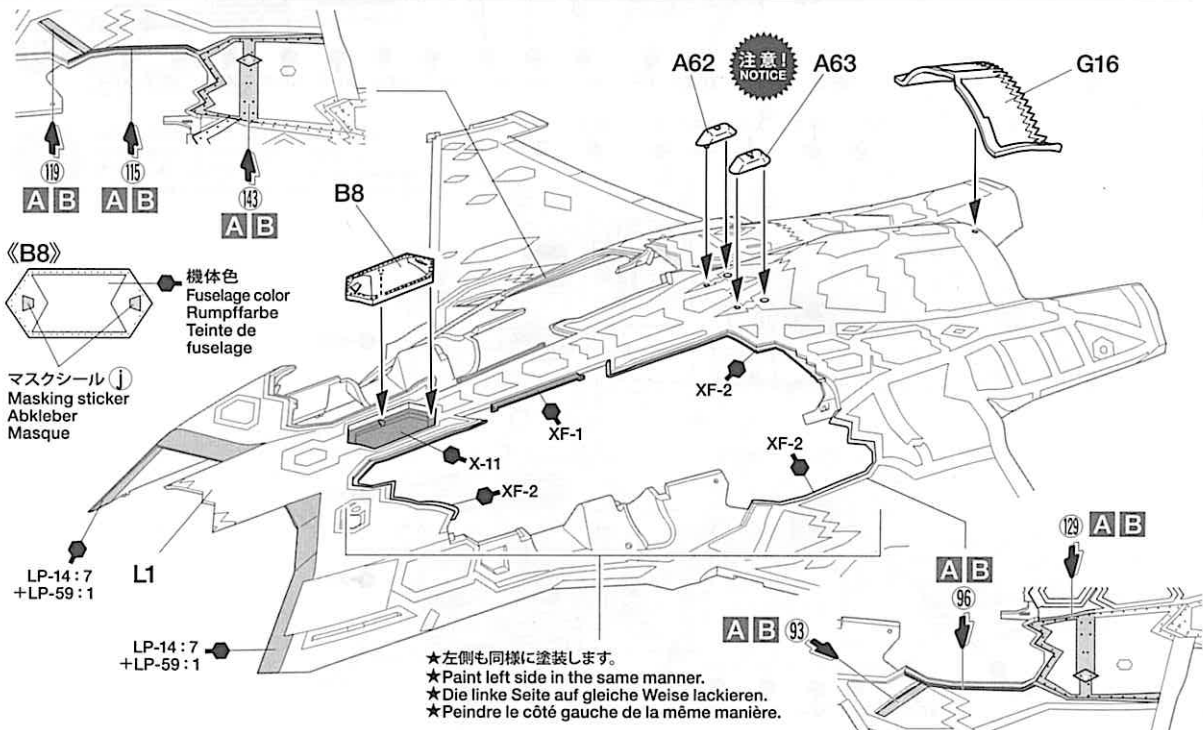 A62
注意!
NOTICE
A63
G16
119
A B
115
A B
143
A B
B8
《B8》
機体色
Fuselage color
Rumpffarbe
Teinte de
fuselage
マスクシール j
Masking sticker
Abkleber
Masque
XF-2
XF-1
X-11
XF-2
XF-2
LP-14 : 7
+LP-59 : 1
L1
LP-14 : 7
+LP-59 : 1
129 A B
A B
96
A B 93
★左側も同様に塗装します。
★Paint left side in the same manner.
★Die linke Seite auf gleiche Weise lackieren.
★Peindre le côté gauche de la même manière.